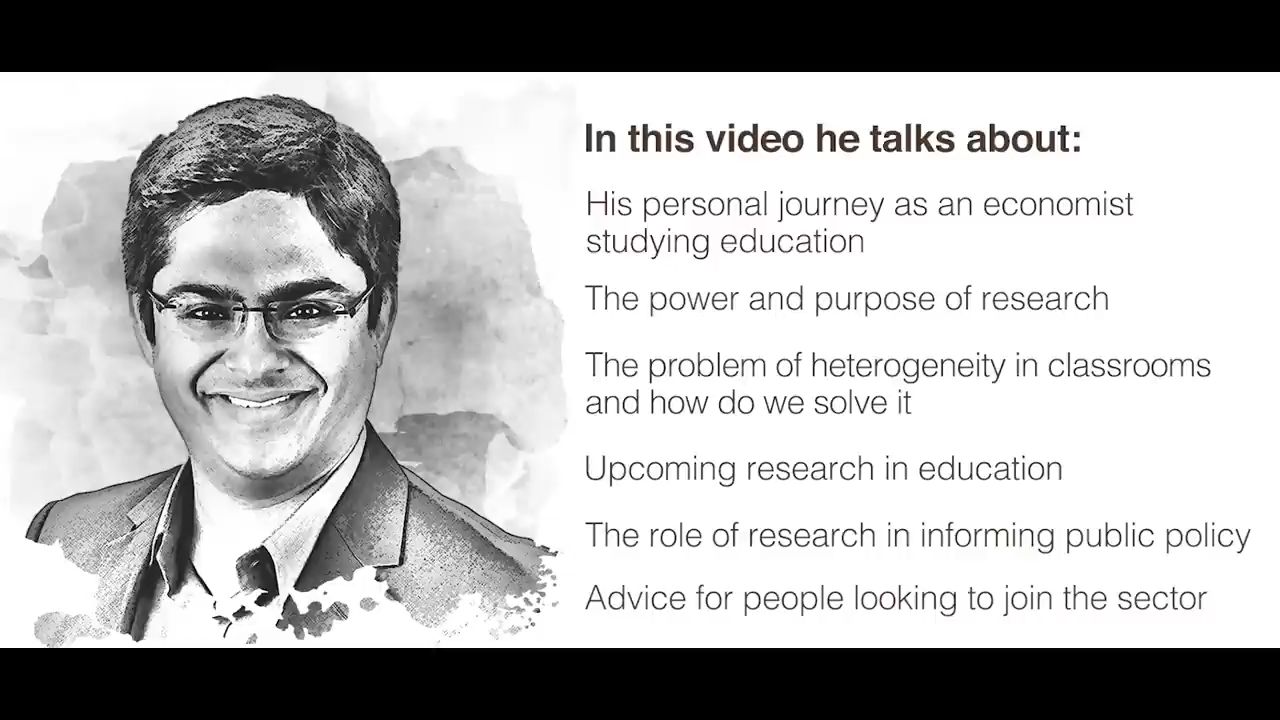 In this video he talks about:
His personal journey as an economist
studying education
The power and purpose of research
The problem of heterogeneity in classrooms
and how do we solve it
Upcoming research in education
The role of research in informing public policy
Advice for people looking to join the sector